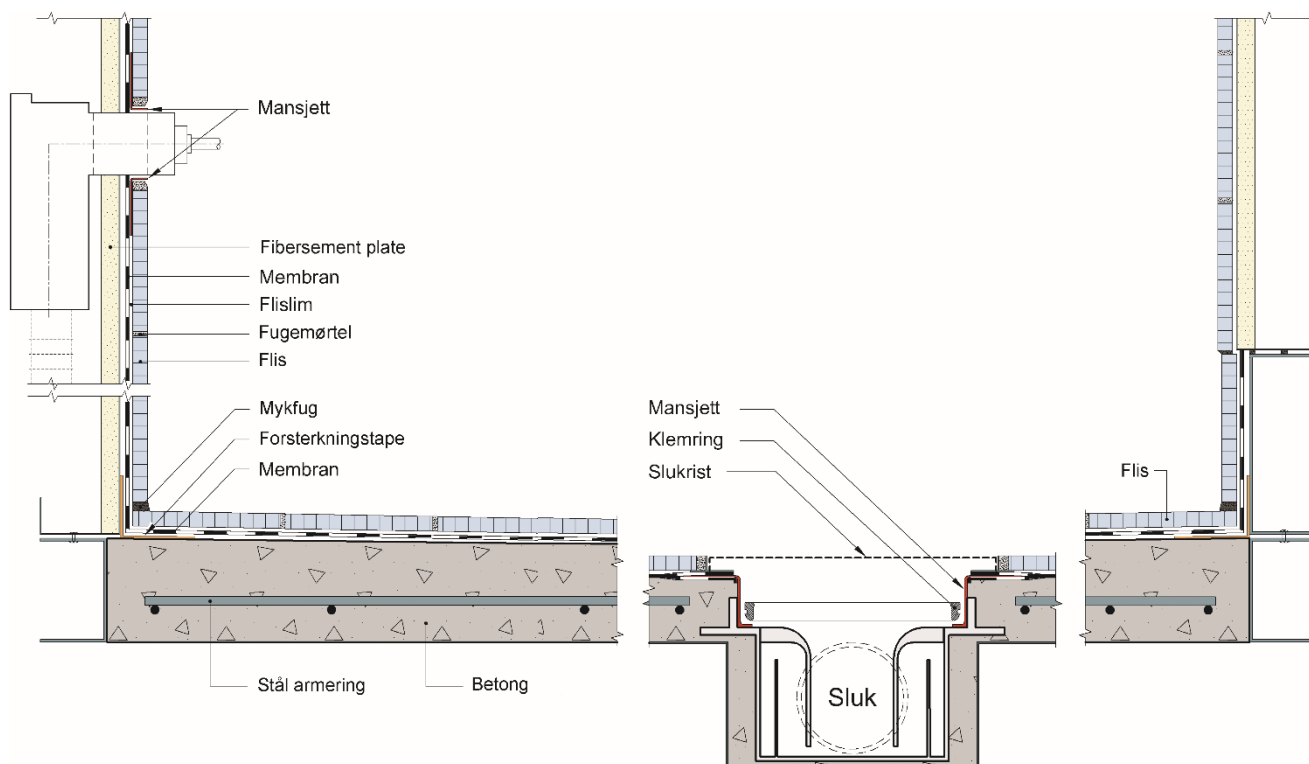 Mansjett
Fibersement plate
Membran
Flislim
Fugemørtel
Flis
Mykfug
Forsterkningstape
Membran
Mansjett
Klemring
Slukrist
Flis
Stål armering
Betong
Sluk